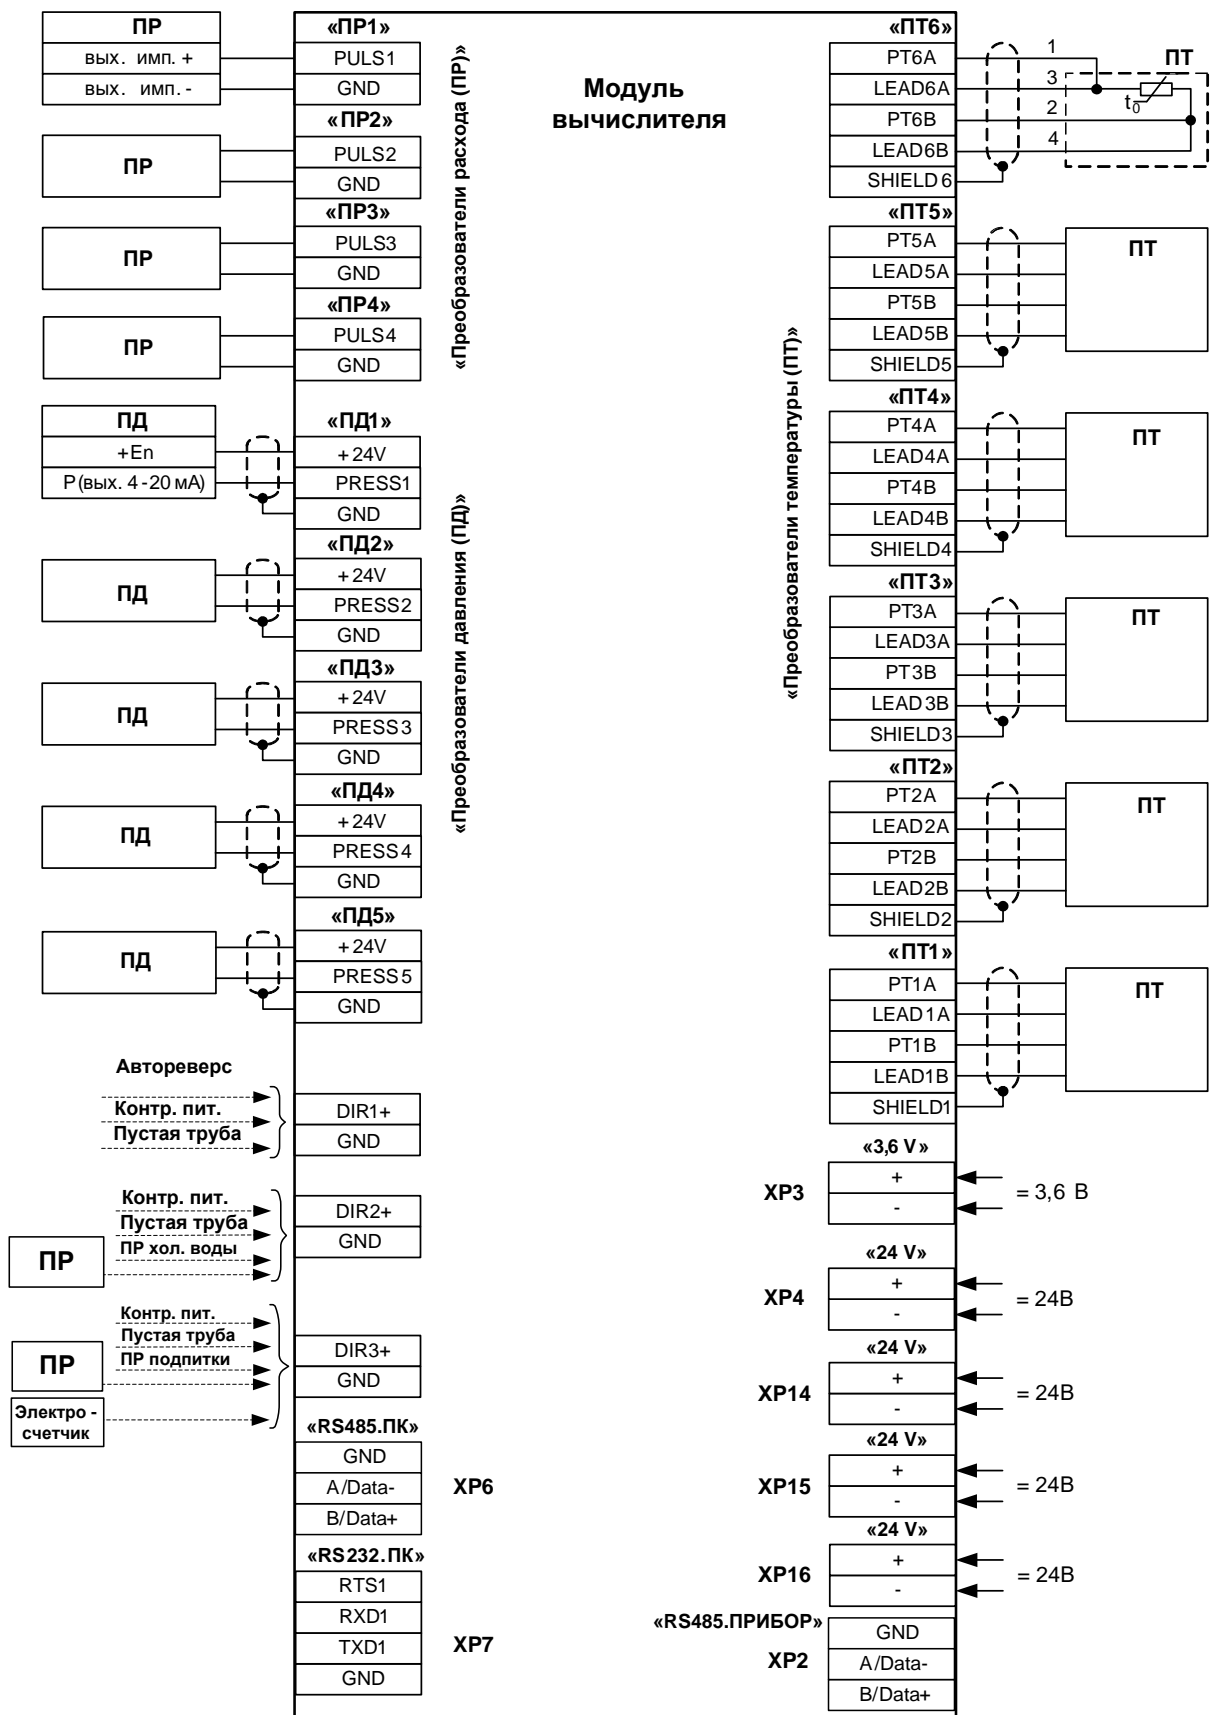 Модуль
вычислителя
ПР
вых. имп. +
вых. имп. -
«ПР1»
PULS1
GND
«ПР2»
ПР
PULS2
GND
«ПР3»
ПР
PULS3
GND
«ПР4»
ПР
PULS4
GND
«Преобразователи расхода (ПР)»
ПД
+En
P(вых. 4-20 мА)
«ПД1»
+24V
PRESS1
GND
«ПД2»
ПД
+24V
PRESS2
GND
«ПД3»
ПД
+24V
PRESS3
GND
«ПД4»
ПД
+24V
PRESS4
GND
«ПД5»
ПД
+24V
PRESS5
GND
«Преобразователи давления (ПД)»
Автореверс
Контр. пит.
Пустая труба
DIR1+
GND
Контр. пит.
Пустая труба
ПР хол. воды
ПР
DIR2+
GND
Контр. пит.
Пустая труба
ПР подпитки
ПР
Электро-
счетчик
DIR3+
GND
«RS485.ПК»
GND
A/Data-
B/Data+
XP6
«RS232.ПК»
RTS1
RXD1
TXD1
GND
XP7
«ПТ6»
PT6A
LEAD6A
PT6B
LEAD6B
SHIELD6
1
3
2
4
ПТ
t0
«ПТ5»
PT5A
LEAD5A
PT5B
LEAD5B
SHIELD5
ПТ
«ПТ4»
PT4A
LEAD4A
PT4B
LEAD4B
SHIELD4
ПТ
«ПТ3»
PT3A
LEAD3A
PT3B
LEAD3B
SHIELD3
ПТ
«ПТ2»
PT2A
LEAD2A
PT2B
LEAD2B
SHIELD2
ПТ
«ПТ1»
PT1A
LEAD1A
PT1B
LEAD1B
SHIELD1
ПТ
«Преобразователи температуры (ПТ)»
«3,6 V»
XP3
+
-
= 3,6 В
«24 V»
XP4
+
-
= 24В
«24 V»
XP14
+
-
= 24В
«24 V»
XP15
+
-
= 24В
«24 V»
XP16
+
-
= 24В
«RS485.ПРИБОР»
XP2
GND
A/Data-
B/Data+